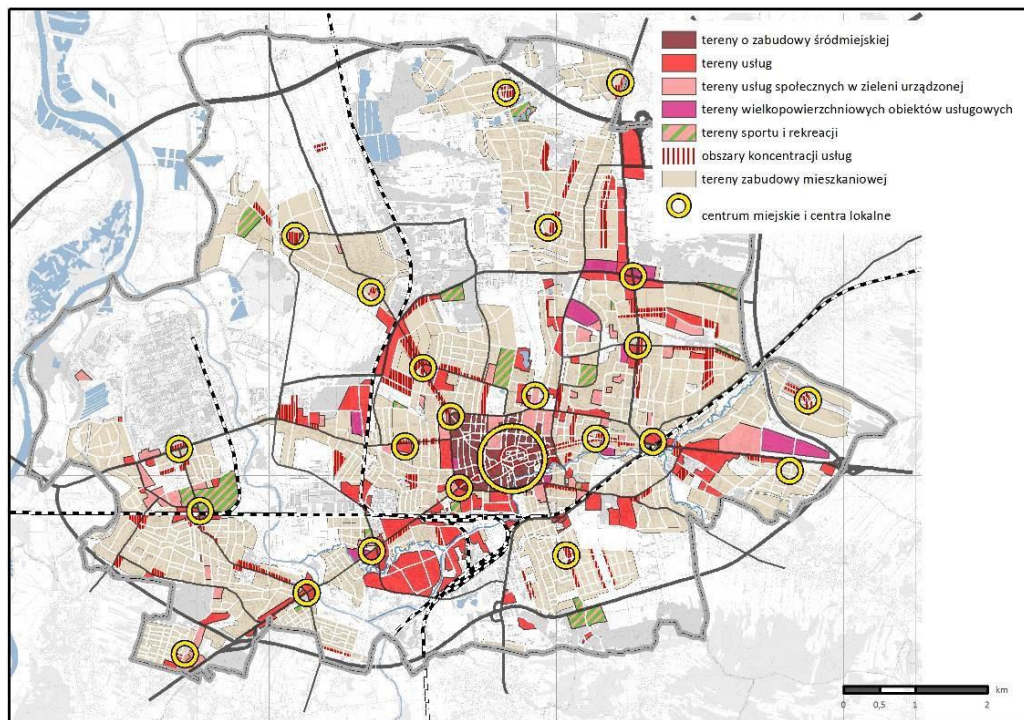 tereny o zabudowy śródmiejskiej
tereny usług
tereny usług społecznych w zieleni urządzonej
tereny wielkopowierzchniowych obiektów usługowych
tereny sportu i rekreacji
obszary koncentracji usług
tereny zabudowy mieszkaniowej
centrum miejskie i centra lokalne
km
0 0,5 1 2